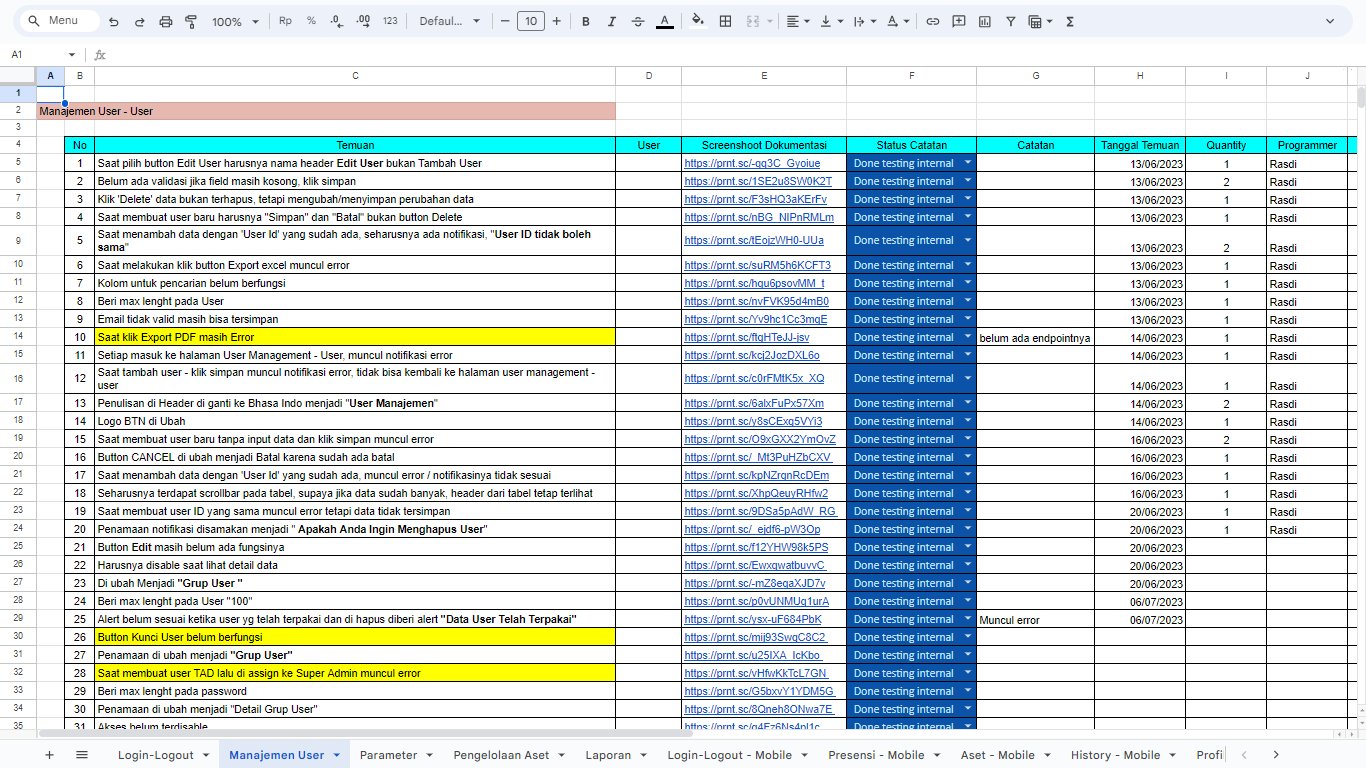 Menu 100% Rp % .0 .00 123 Defaul... 10 B I A A
A1
A B C D E F G H I J
1
2 Manajemen User - User
3
4 No Temuan User Screenshoot Dokumentasi Status Catatan Catatan Tanggal Temuan Quantity Programmer
5 1 Saat pilih button Edit User harusnya nama header Edit User bukan Tambah User https://prnt.sc/-gg3C_Gyoiue Done testing internal 13/06/2023 1 Rasdi
6 2 Belum ada validasi jika field masih kosong, klik simpan https://prnt.sc/1SE2u8SW0K2T Done testing internal 13/06/2023 2 Rasdi
7 3 Klik 'Delete' data bukan terhapus, tetapi mengubah/menyimpan perubahan data https://prnt.sc/F3sHQ3aKErFv Done testing internal 13/06/2023 1 Rasdi
8 4 Saat membuat user baru harusnya "Simpan" dan "Batal" bukan button Delete https://prnt.sc/nBG_NIPnRMLm Done testing internal 13/06/2023 1 Rasdi
9 5 Saat menambah data dengan 'User Id' yang sudah ada, seharusnya ada notifikasi, "User ID tidak boleh
sama" https://prnt.sc/tEojzWH0-UUa Done testing internal 13/06/2023 2 Rasdi
10 6 Saat melakukan klik button Export excel muncul error https://prnt.sc/suRM5h6KCFT3 Done testing internal 13/06/2023 1 Rasdi
11 7 Kolom untuk pencarian belum berfungsi https://prnt.sc/hqu6psovMM_t Done testing internal 13/06/2023 1 Rasdi
12 8 Beri max lenght pada User https://prnt.sc/nvFVK95d4mB0 Done testing internal 13/06/2023 1 Rasdi
13 9 Email tidak valid masih bisa tersimpan https://prnt.sc/Yv9hc1Cc3mqE Done testing internal 13/06/2023 1 Rasdi
14 10 Saat klik Export PDF masih Error https://prnt.sc/ftqHTeJJ-jsv Done testing internal belum ada endpointnya 14/06/2023 1 Rasdi
15 11 Setiap masuk ke halaman User Management - User, muncul notifikasi error https://prnt.sc/kcj2JozDXL6o Done testing internal 14/06/2023 1 Rasdi
16 12 Saat tambah user - klik simpan muncul notifikasi error, tidak bisa kembali ke halaman user management -
user https://prnt.sc/c0rFMtK5x_XQ Done testing internal 14/06/2023 1 Rasdi
17 13 Penulisan di Header di ganti ke Bhasa Indo menjadi "User Manajemen" https://prnt.sc/6alxFuPx57Xm Done testing internal 14/06/2023 2 Rasdi
18 14 Logo BTN di Ubah https://prnt.sc/y8sCExq5VYi3 Done testing internal 14/06/2023 1 Rasdi
19 15 Saat membuat user baru tanpa input data dan klik simpan muncul error https://prnt.sc/O9xGXX2YmOvZ Done testing internal 16/06/2023 2 Rasdi
20 16 Button CANCEL di ubah menjadi Batal karena sudah ada batal https://prnt.sc/_Mt3PuHZbCXV Done testing internal 16/06/2023 1 Rasdi
21 17 Saat menambah data dengan 'User Id' yang sudah ada, muncul error / notifikasinya tidak sesuai https://prnt.sc/kpNZrqnRcDEm Done testing internal 16/06/2023 1 Rasdi
22 18 Seharusnya terdapat scrollbar pada tabel, supaya jika data sudah banyak, header dari tabel tetap terlihat https://prnt.sc/XhpQeuyRHfw2 Done testing internal 16/06/2023 1 Rasdi
23 19 Saat membuat user ID yang sama muncul error tetapi data tidak tersimpan https://prnt.sc/9DSa5pAdW_RG Done testing internal 20/06/2023 1 Rasdi
24 20 Penamaan notifikasi disamakan menjadi " Apakah Anda Ingin Menghapus User" https://prnt.sc/_ejdf6-pW3Op Done testing internal 20/06/2023 1 Rasdi
25 21 Button Edit masih belum ada fungsinya https://prnt.sc/f12YHW98k5PS Done testing internal 20/06/2023
26 22 Harusnya disable saat lihat detail data https://prnt.sc/EwxqwatbuvvC Done testing internal 20/06/2023
27 23 Di ubah Menjadi "Grup User " https://prnt.sc/-mZ8eqaXJD7v Done testing internal 20/06/2023
28 24 Beri max lenght pada User "100" https://prnt.sc/p0vUNMUq1urA Done testing internal 06/07/2023
29 25 Alert belum sesuai ketika user yg telah terpakai dan di hapus diberi alert "Data User Telah Terpakai" https://prnt.sc/ysx-uF684PbK Done testing internal Muncul error 06/07/2023
30 26 Button Kunci User belum berfungsi https://prnt.sc/mij93SwqC8C2 Done testing internal
31 27 Penamaan di ubah menjadi "Grup User" https://prnt.sc/u25IXA_IcKbo Done testing internal
32 28 Saat membuat user TAD lalu di assign ke Super Admin muncul error https://prnt.sc/vHfwKkTcL7GN Done testing internal
33 29 Beri max lenght pada password https://prnt.sc/G5bxvY1YDM5G Done testing internal
34 30 Penamaan di ubah menjadi "Detail Grup User" https://prnt.sc/8Qneh8ONwa7E Done testing internal
35 31 Akses belum terdisable Done testing internal
Login-Logout Manajemen User Parameter Pengelolaan Aset Laporan Login-Logout - Mobile Presensi - Mobile Aset - Mobile History - Mobile Profi